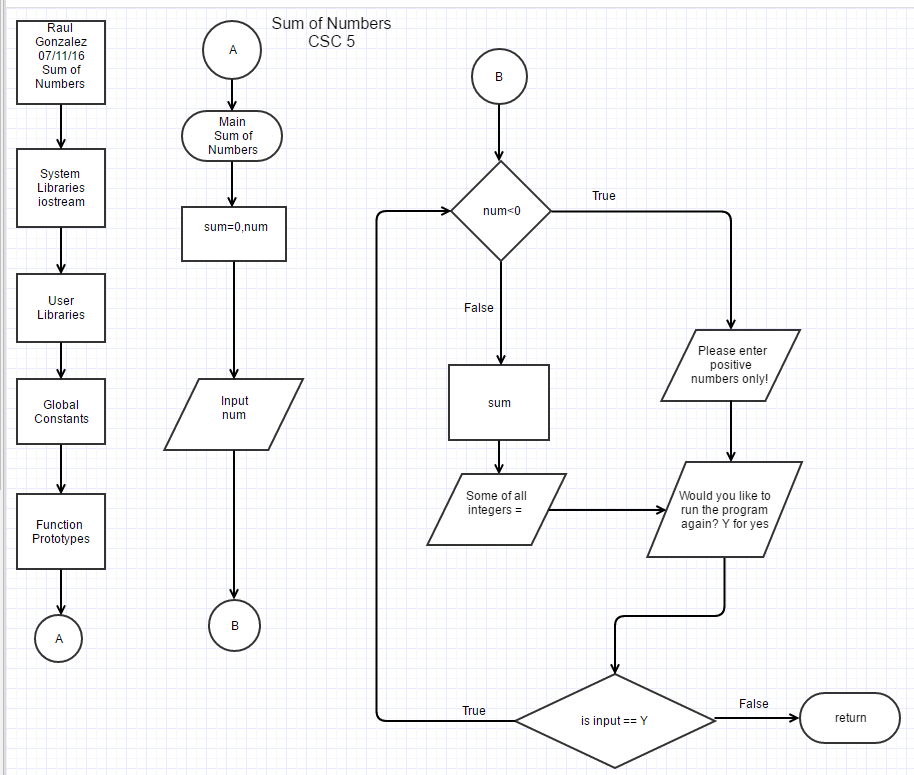 Sum of Numbers
CSC 5
Raul
Gonzalez
07/11/16
Sum of
Numbers
System
Libraries
iostream
User
Libraries
Global
Constants
Function
Prototypes
A
A
Main
Sum of
Numbers
sum=0,num
Input
num
B
B
num<0
True
False
sum
Some of all
integers =
Please enter
positive
numbers only!
Would you like to
run the program
again? Y for yes
is input == Y
True
False
return